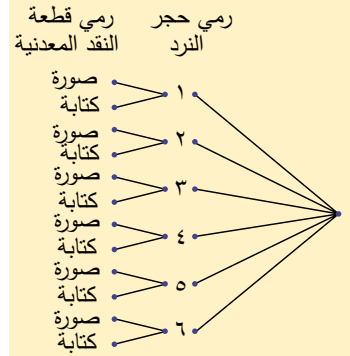 رمي حجر النرد
رمي قطعة النقد المعدنية
١
صورة
كتابة
٢
صورة
كتابة
٣
صورة
كتابة
٤
صورة
كتابة
٥
صورة
كتابة
٦
صورة
كتابة